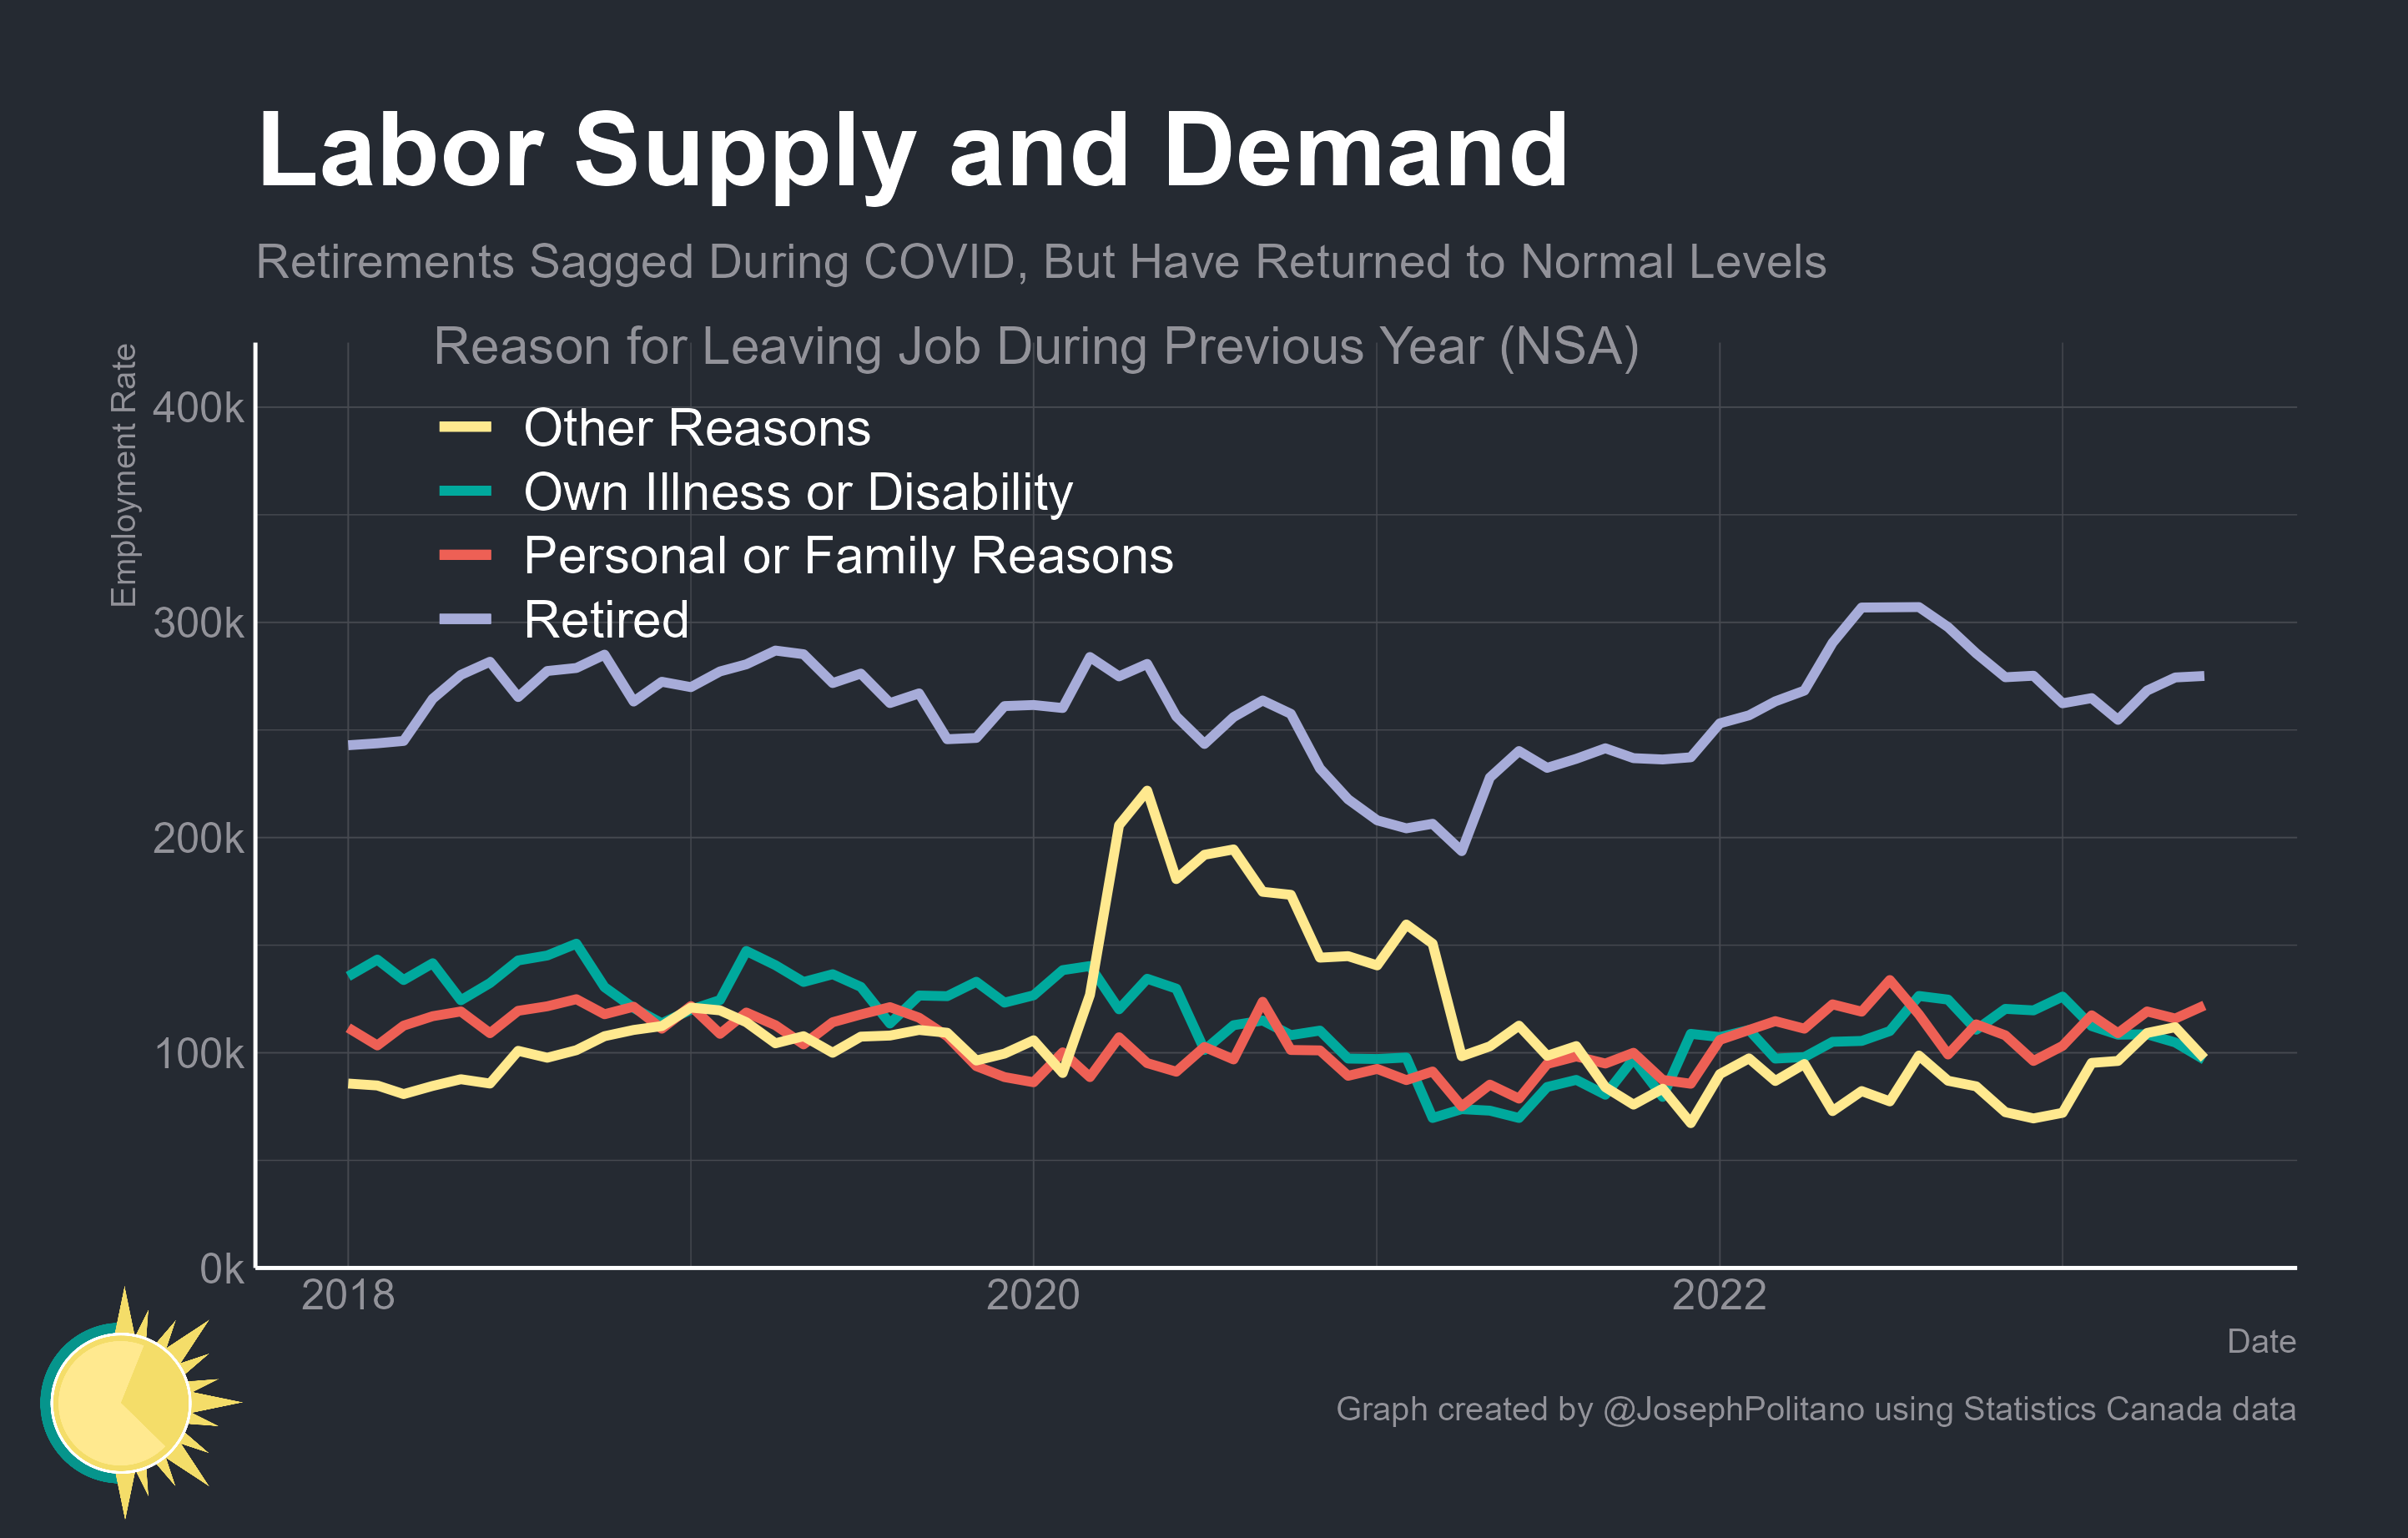 Labor Supply and Demand
Retirements Sagged During COVID, But Have Returned to Normal Levels
Reason for Leaving Job During Previous Year (NSA)
Other Reasons
Own Illness or Disability
Personal or Family Reasons
Retired
Employment Rate
400k
300k
200k
100k
0k
2018
2020
2022
Date
Graph created by @JosephPolitano using Statistics Canada data